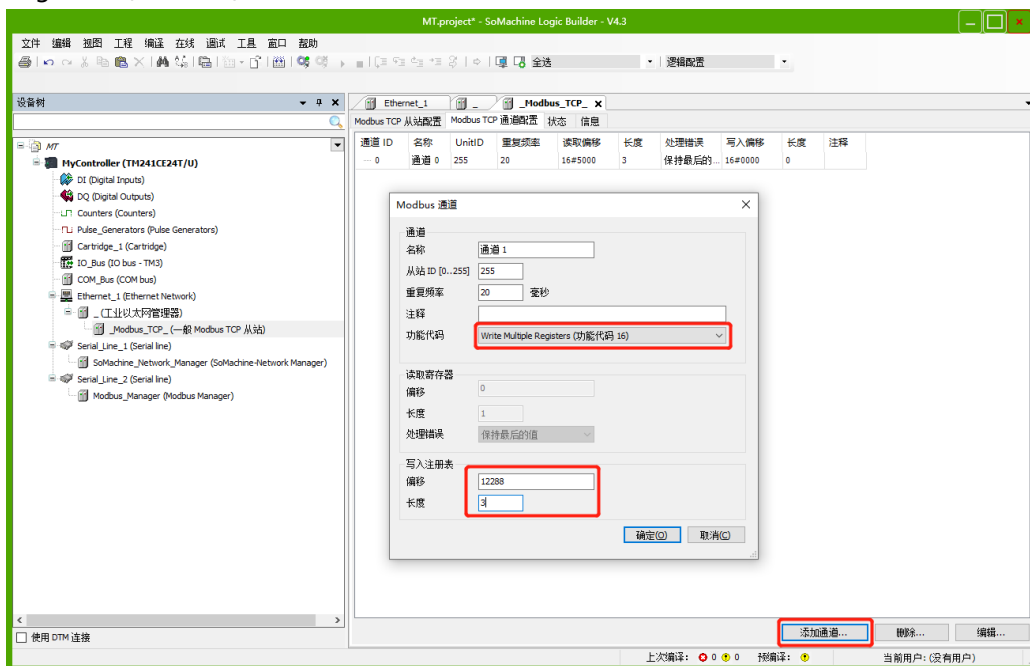 MT.project* - SoMachine Logic Builder - V4.3
文件 编辑 视图 工程 编译 在线 调试 工具 窗口 帮助
全选 逻辑配置
设备树
Ethernet_1 _ _Modbus_TCP_ x
Modbus TCP 从站配置 Modbus TCP 通道配置 状态 信息
通道 ID 名称 UnitID 重复频率 读取偏移 长度 处理错误 写入偏移 长度 注释
0 通道 0 255 20 16#5000 3 保持最后的... 16#0000 0
MT
MyController (TM241CE24T/U)
DI (Digital Inputs)
DQ (Digital Outputs)
Counters (Counters)
Pulse_Generators (Pulse Generators)
Cartridge_1 (Cartridge)
IO_Bus (IO bus - TM3)
COM_Bus (COM bus)
Ethernet_1 (Ethernet Network)
_ (工业以太网管理器)
_Modbus_TCP_ (一般 Modbus TCP 从站)
Serial_Line_1 (Serial line)
SoMachine_Network_Manager (SoMachine-Network Manager)
Serial_Line_2 (Serial line)
Modbus_Manager (Modbus Manager)
Modbus 通道
通道
名称 通道 1
从站 ID [0..255] 255
重复频率 20 毫秒
注释
功能代码 Write Multiple Registers (功能代码 16)
读取寄存器
偏移 0
长度 1
处理错误 保持最后的值
写入注册表
偏移 12288
长度 3
确定(O) 取消(C)
添加通道... 删除... 编辑...
使用 DTM 连接
上次编译: 0 0 预编译: 当前用户: (没有用户)